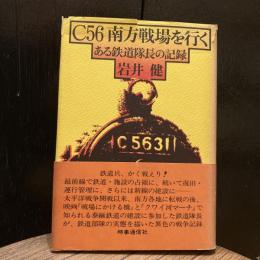 C56南方戦場を行く
ある鉄道隊長の記録
岩井 健
C5631
鉄道兵、かく戦えり!
最前線で鉄道・施設の占領に、続いて復旧・
運行管理に、さらには新線の建設に——
太平洋戦争開戦以来、南方各地に転戦の後、
映画「戦場にかける橋」と「クワイ河マーチ」で
知られる泰緬鉄道の建設に参加した鉄道隊長
が、鉄道部隊の実態を描いた異色の戦争記録
時事通信社